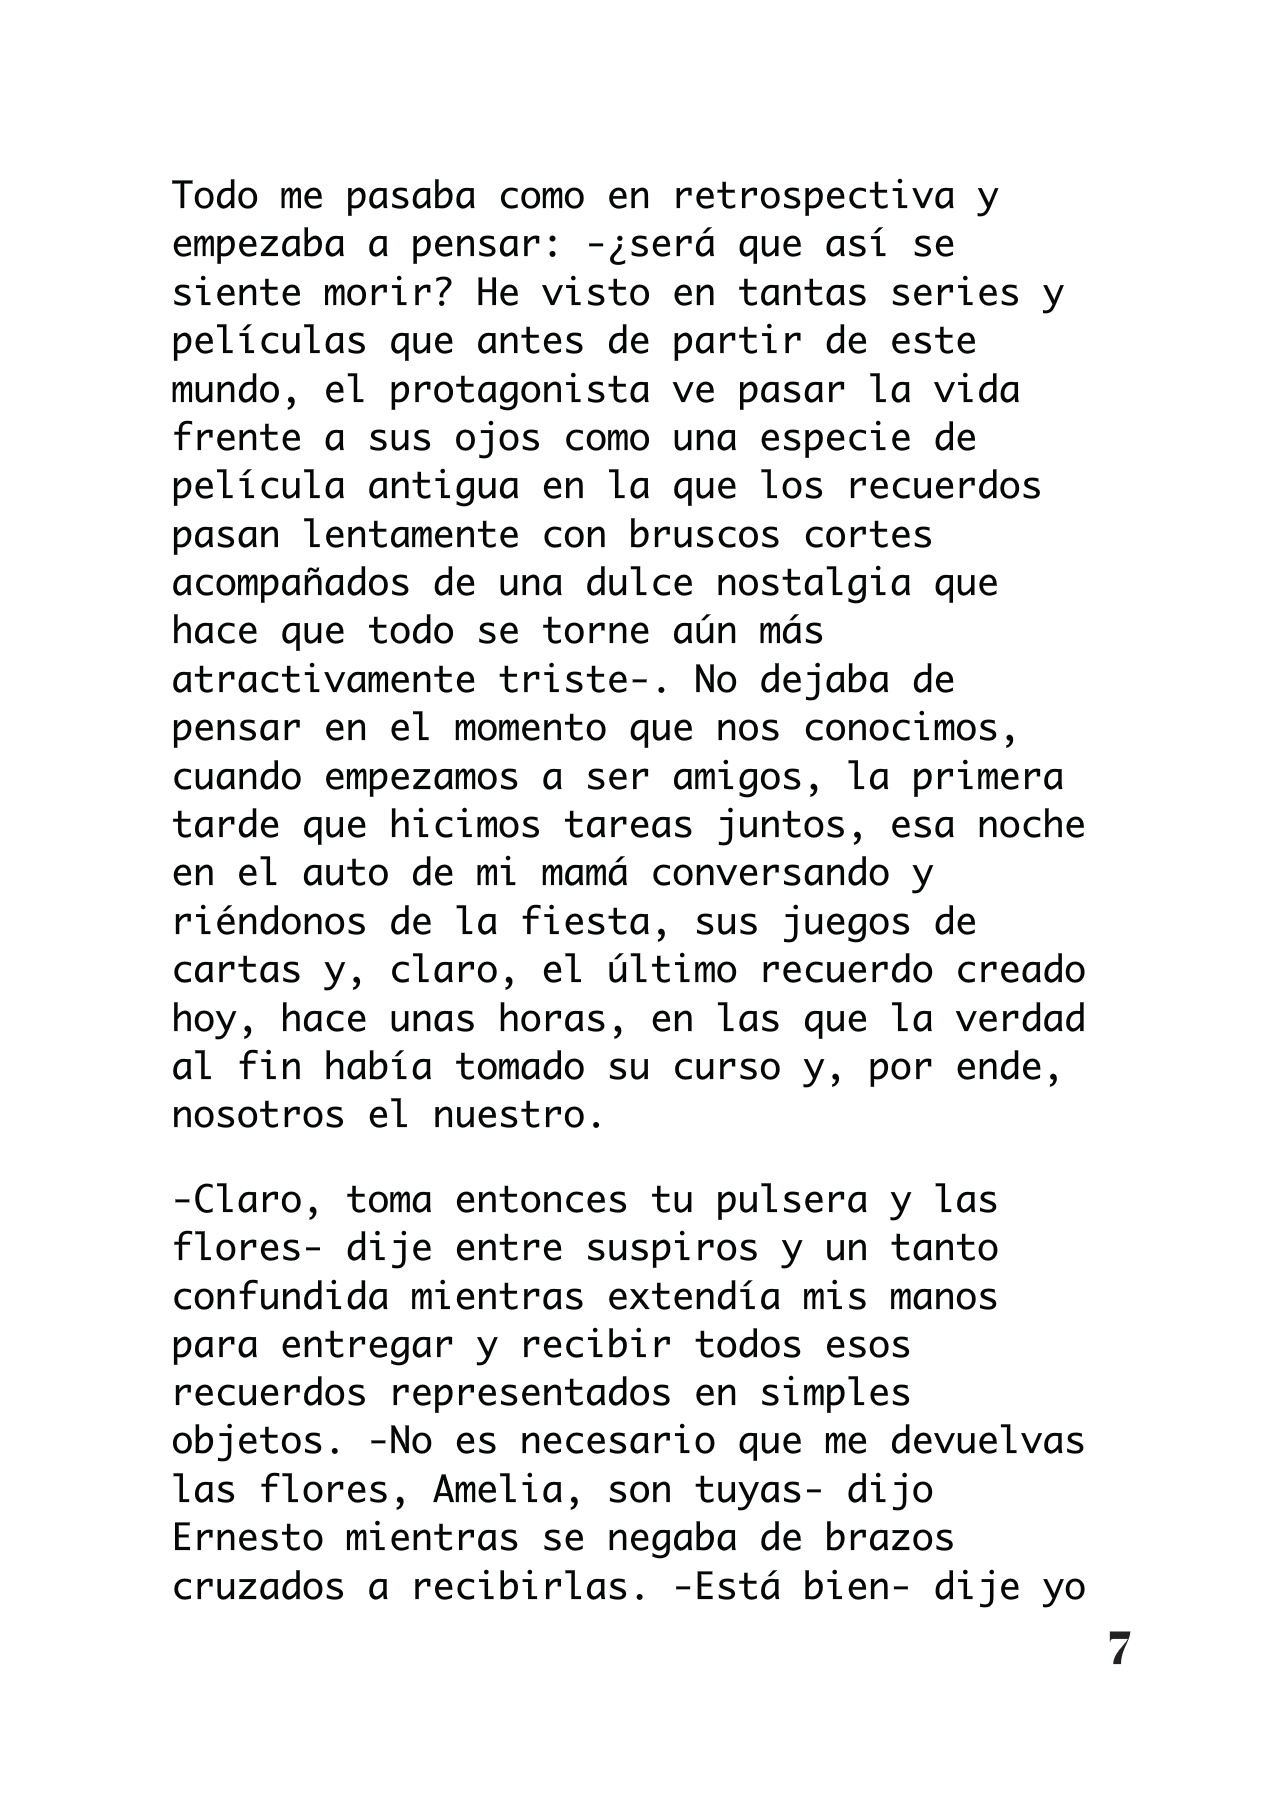 Todo me pasaba como en retrospectiva y
empezaba a pensar: -¿será que así se
siente morir? He visto en tantas series y
películas que antes de partir de este
mundo, el protagonista ve pasar la vida
frente a sus ojos como una especie de
película antigua en la que los recuerdos
pasan lentamente con bruscos cortes
acompañados de una dulce nostalgia que
hace que todo se torne aún más
atractivamente triste-. No dejaba de
pensar en el momento que nos conocimos,
cuando empezamos a ser amigos, la primera
tarde que hicimos tareas juntos, esa noche
en el auto de mi mamá conversando y
riéndonos de la fiesta, sus juegos de
cartas y, claro, el último recuerdo creado
hoy, hace unas horas, en las que la verdad
al fin había tomado su curso y, por ende,
nosotros el nuestro.
-Claro, toma entonces tu pulsera y las
flores- dije entre suspiros y un tanto
confundida mientras extendía mis manos
para entregar y recibir todos esos
recuerdos representados en simples
objetos. -No es necesario que me devuelvas
las flores, Amelia, son tuyas- dijo
Ernesto mientras se negaba de brazos
cruzados a recibirlas. -Está bien- dije yo
7